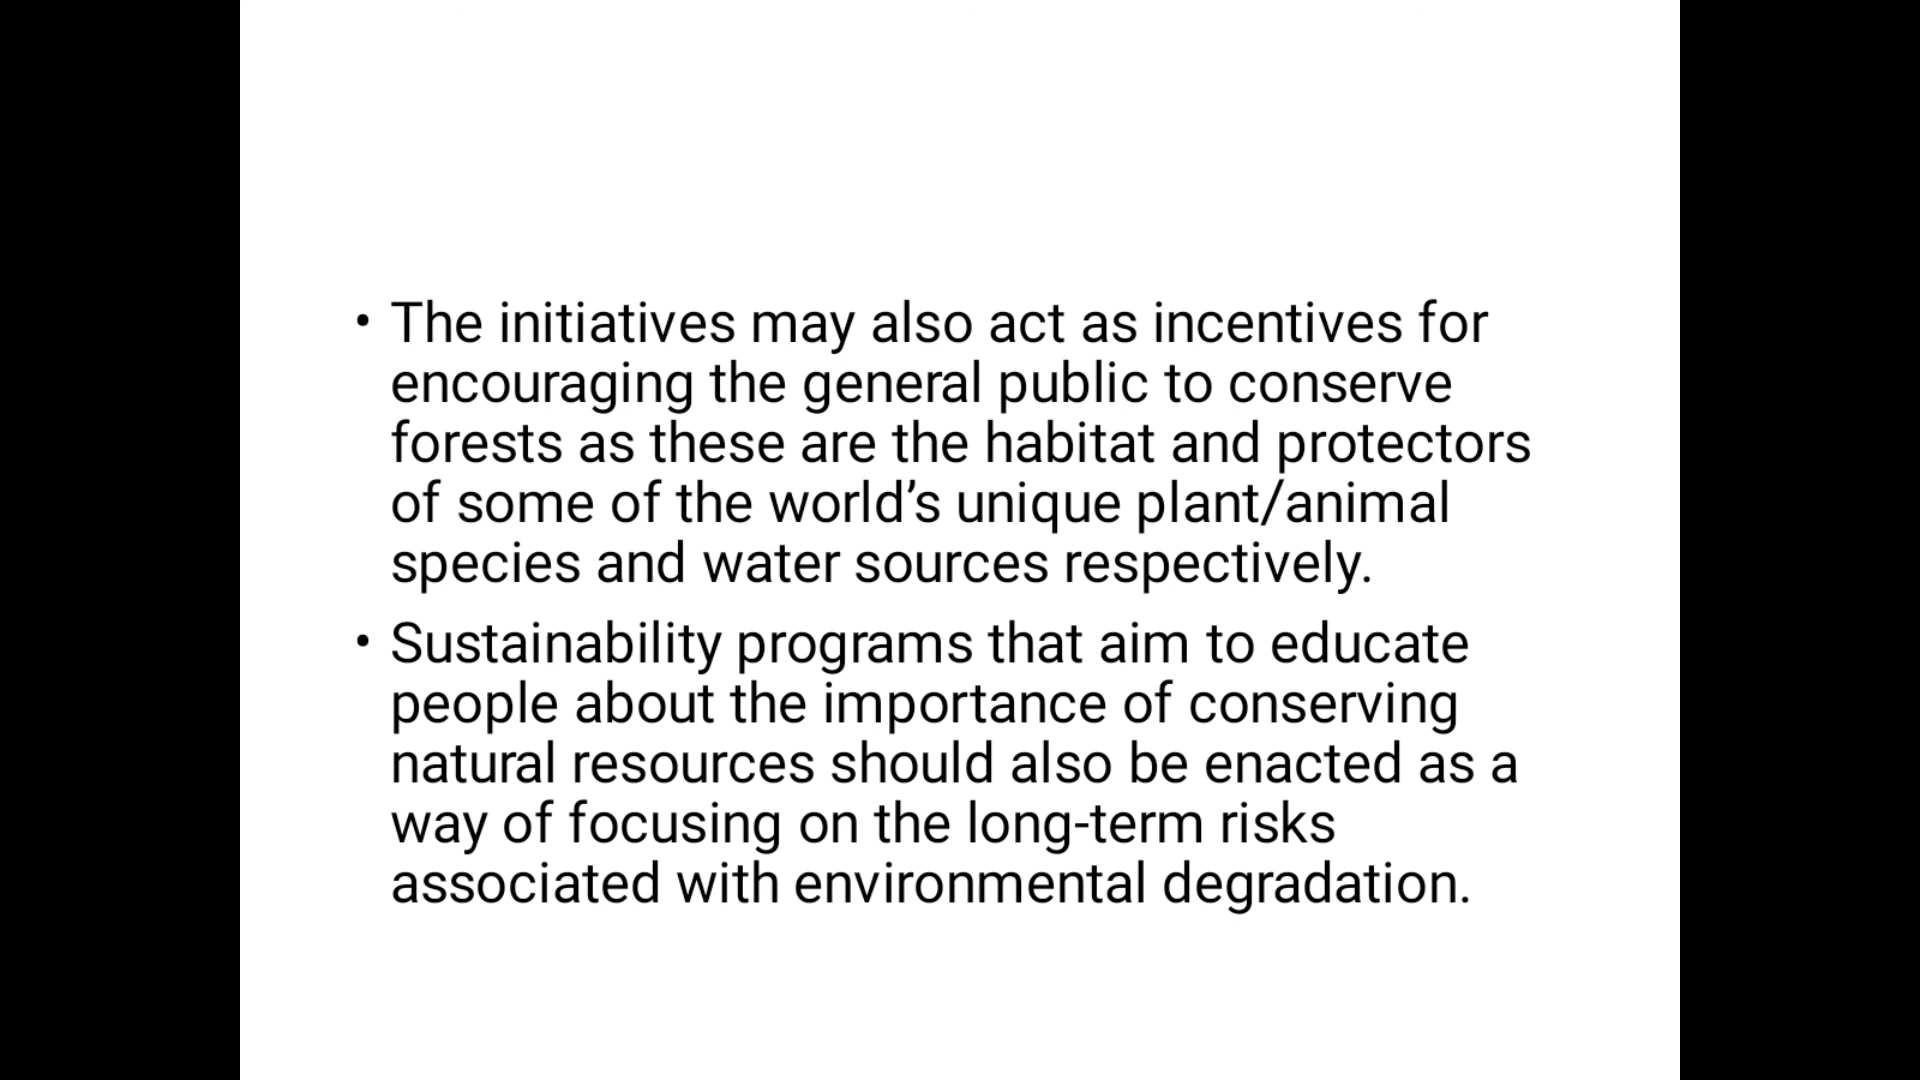 • The initiatives may also act as incentives for
encouraging the general public to conserve
forests as these are the habitat and protectors
of some of the world’s unique plant/animal
species and water sources respectively.
• Sustainability programs that aim to educate
people about the importance of conserving
natural resources should also be enacted as a
way of focusing on the long-term risks
associated with environmental degradation.